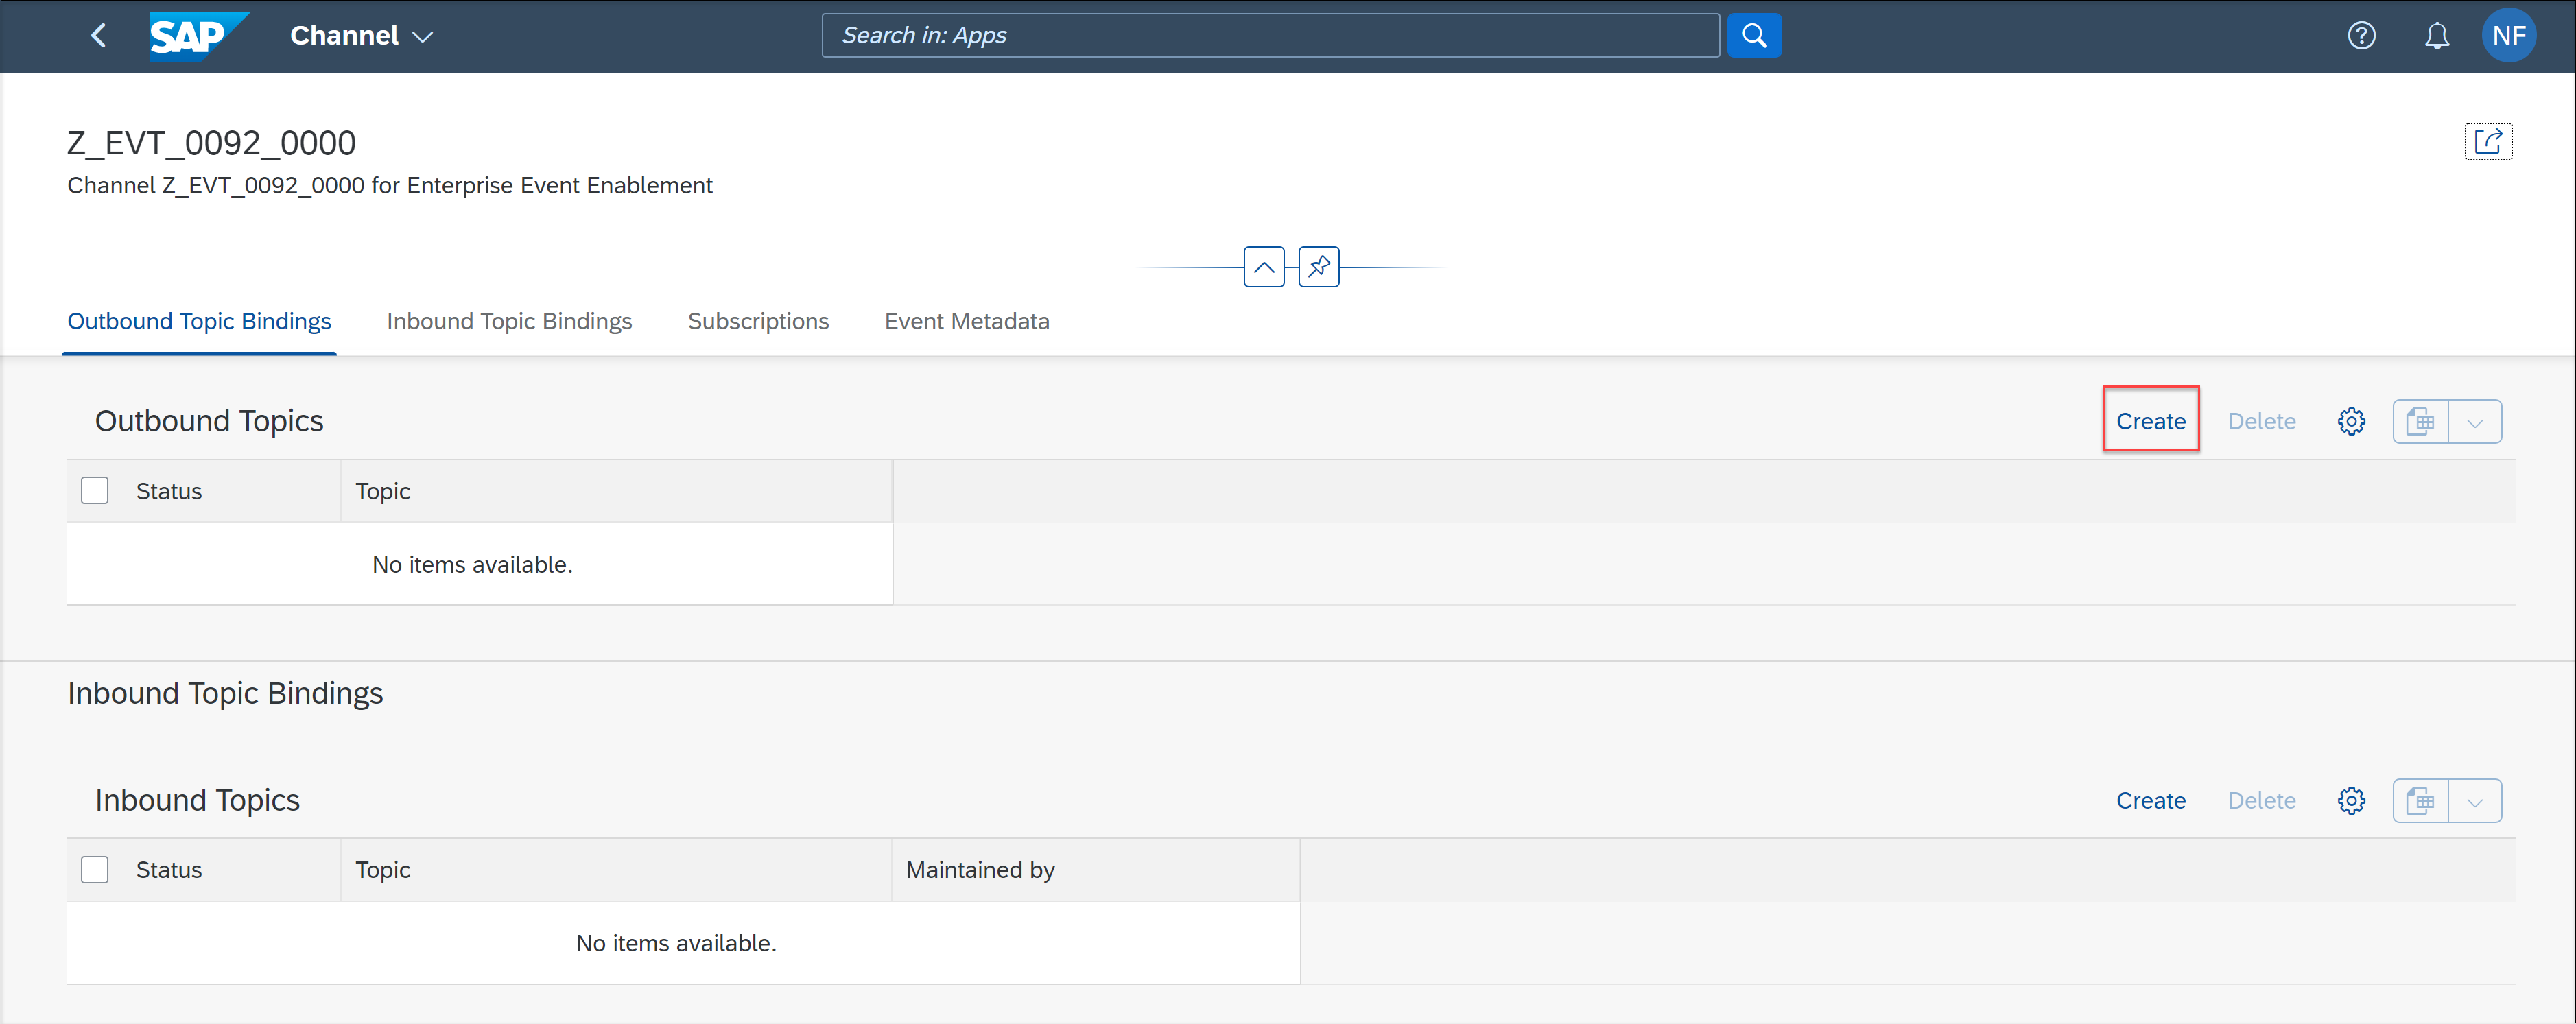 SAP Channel Search in: Apps NF
Z_EVT_0092_0000
Channel Z_EVT_0092_0000 for Enterprise Event Enablement
Outbound Topic Bindings Inbound Topic Bindings Subscriptions Event Metadata
Outbound Topics Create Delete
Status Topic
No items available.
Inbound Topic Bindings
Inbound Topics Create Delete
Status Topic Maintained by
No items available.